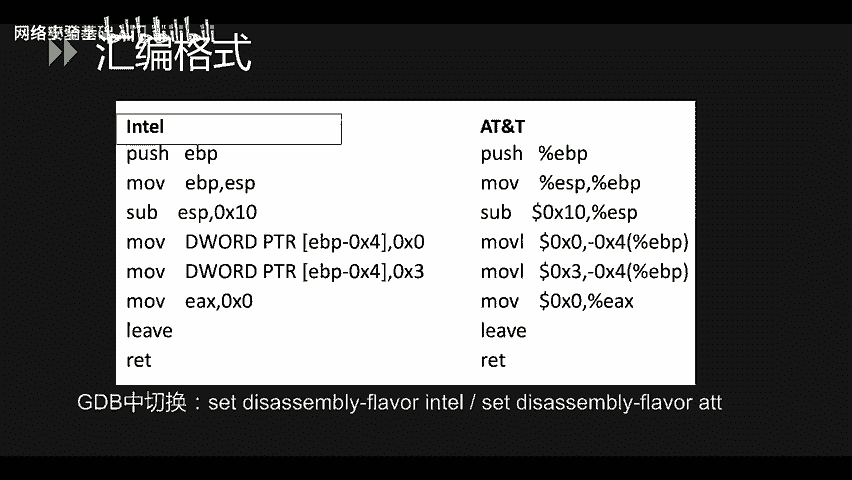 网络安全基础
汇编格式
Intel AT&T
push ebp push %ebp
mov ebp,esp mov %esp,%ebp
sub esp,0x10 sub $0x10,%esp
mov DWORD PTR [ebp-0x4],0x0 movl $0x0,-0x4(%ebp)
mov DWORD PTR [ebp-0x4],0x3 movl $0x3,-0x4(%ebp)
mov eax,0x0 mov $0x0,%eax
leave leave
ret ret
GDB中切换：set disassembly-flavor intel / set disassembly-flavor att